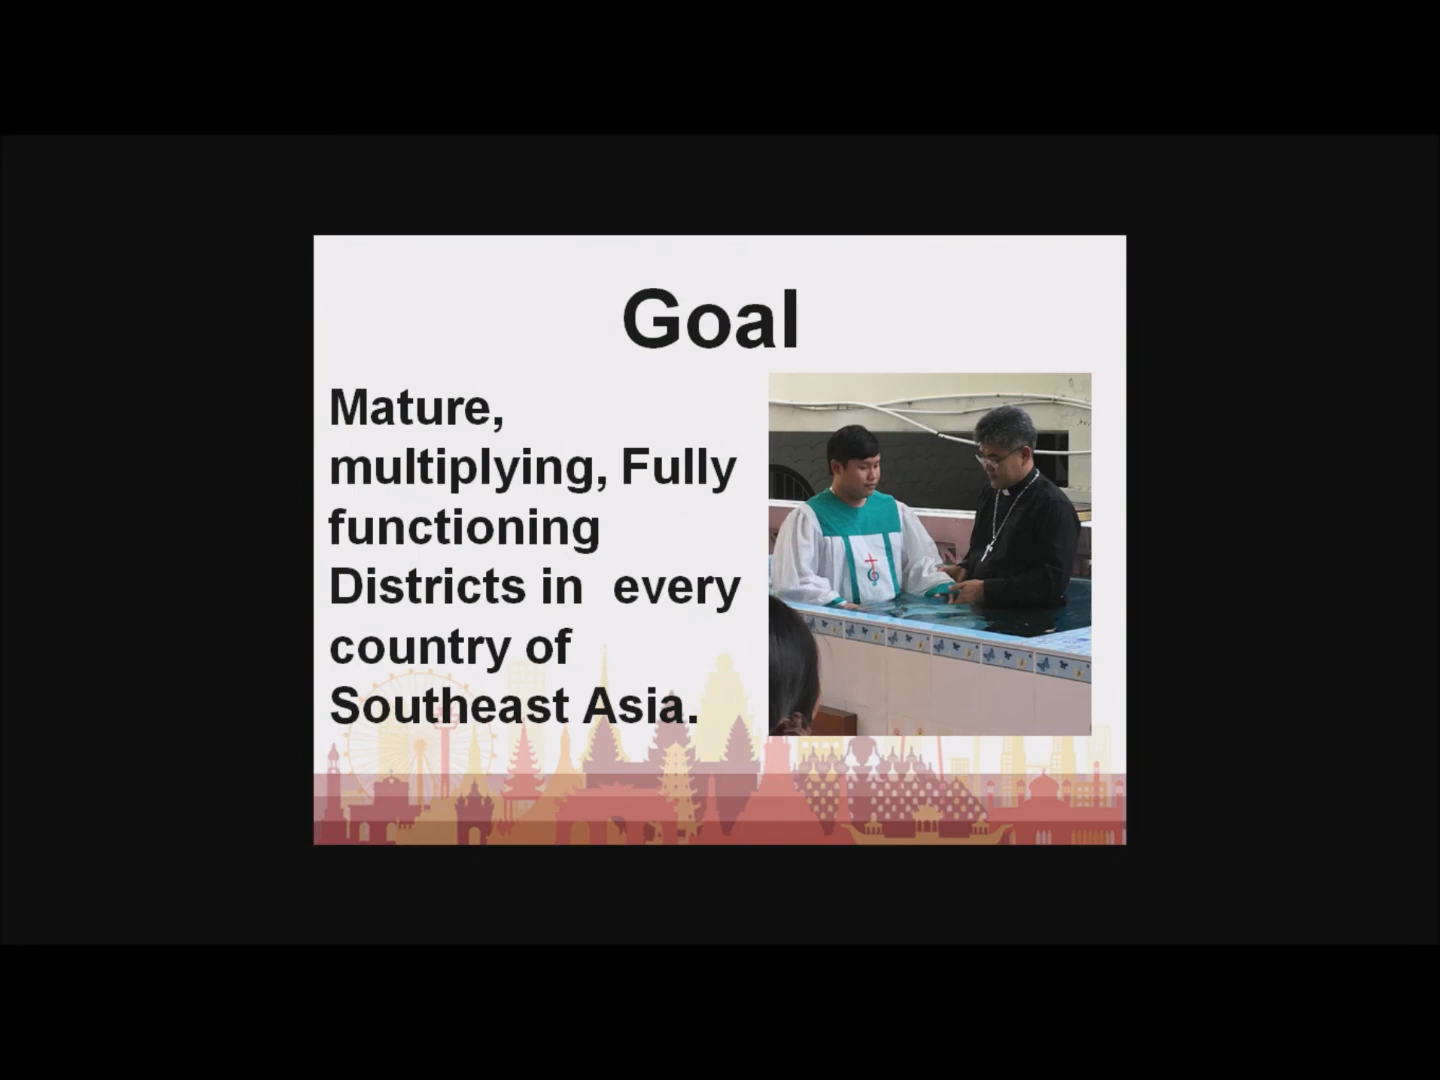 Goal
Mature,
multiplying, Fully
functioning
Districts in  every
country of
Southeast Asia.